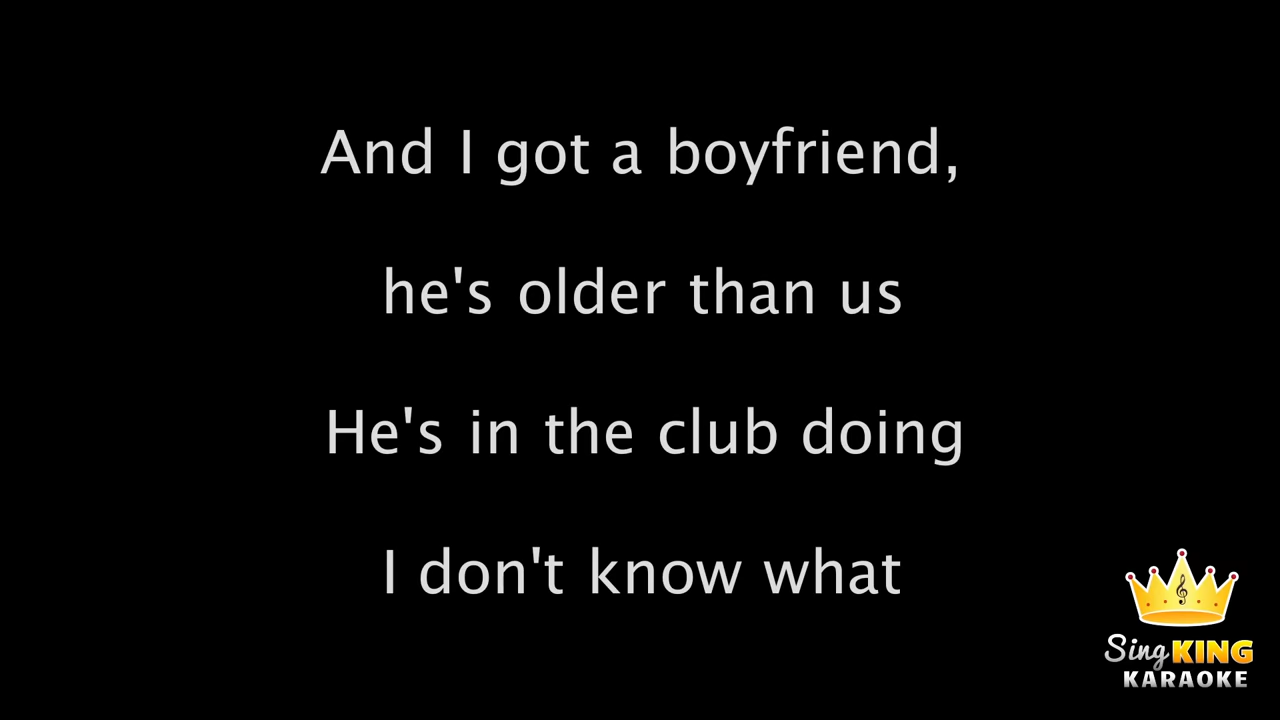 And I got a boyfriend,
he's older than us
He's in the club doing
I don't know what
Sing KING
KARAOKE